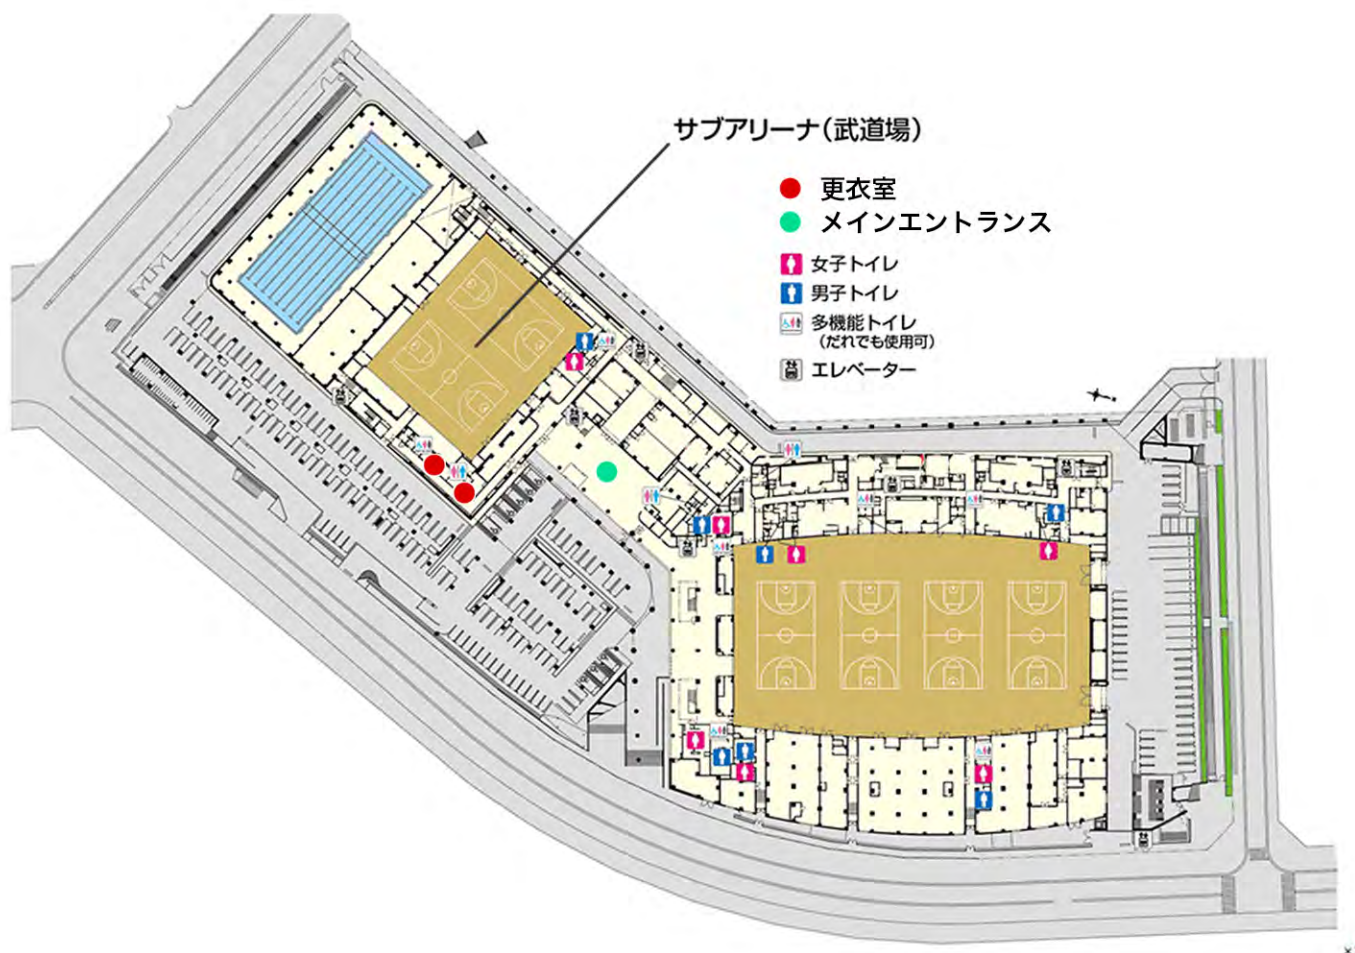 サブアリーナ(武道場)
更衣室
メインエントランス
女子トイレ
男子トイレ
多機能トイレ
(だれでも使用可)
エレベーター